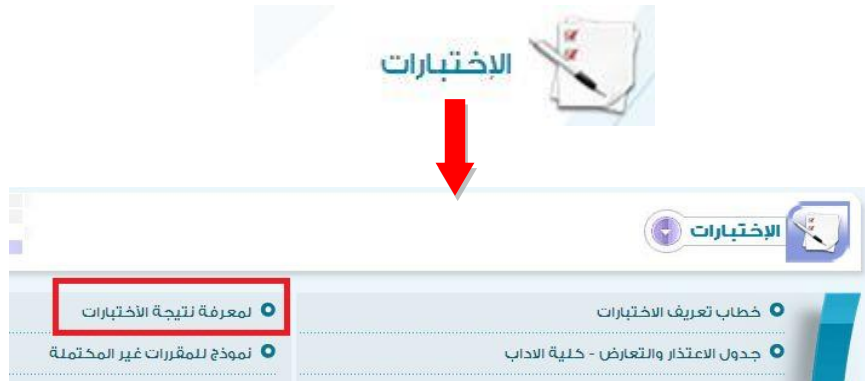 الإختبارات
الإختبارات
خطاب تعريف الاختبارات
لمعرفة نتيجة الأختبارات
جدول الاعتذار والتعارض - كلية الاداب
نموذج للمقررات غير المكتملة